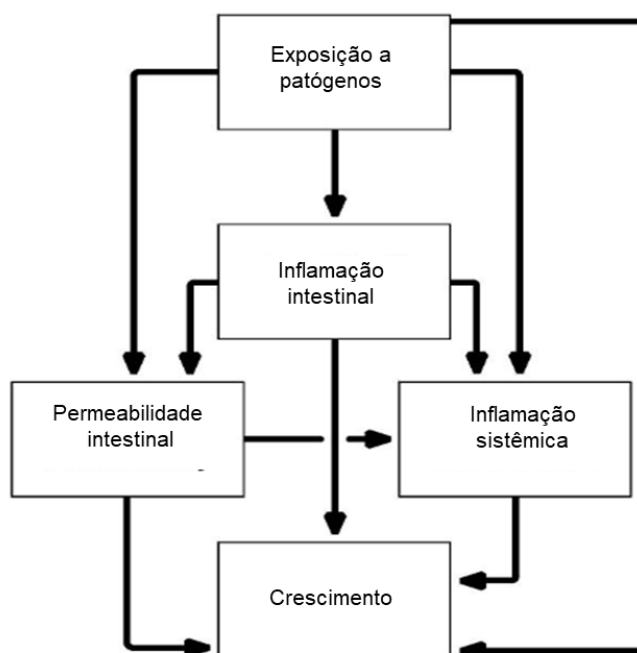 Exposição a
patógenos
Inflamação
intestinal
Permeabilidade
intestinal
Inflamação
sistêmica
Crescimento